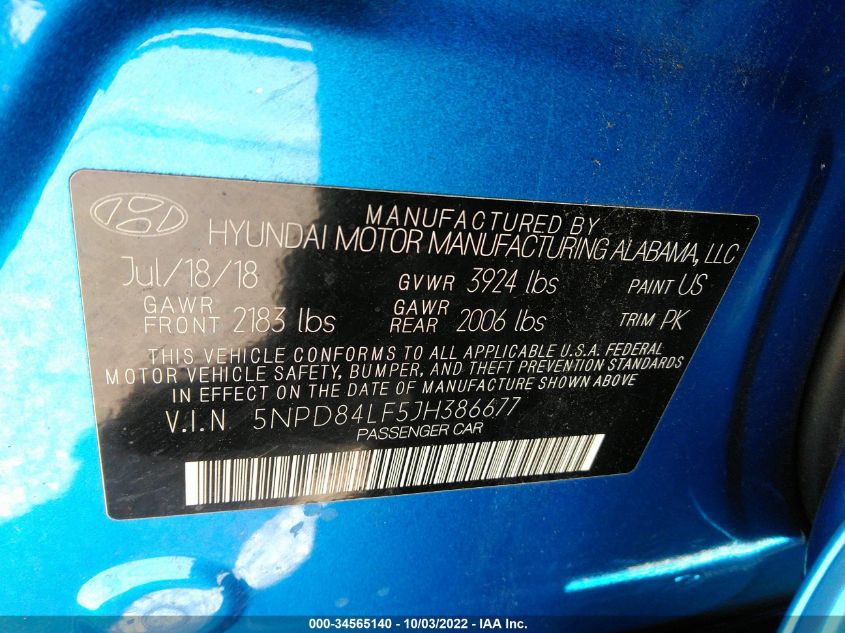 MANUFACTURED BY
HYUNDAI MOTOR MANUFACTURING ALABAMA, LLC
Jul/18/18 GVWR 3924 lbs PAINT US
GAWR FRONT 2183 lbs GAWR REAR 2006 lbs TRIM PK
THIS VEHICLE CONFORMS TO ALL APPLICABLE U.S.A. FEDERAL
MOTOR VEHICLE SAFETY, BUMPER, AND THEFT PREVENTION STANDARDS
IN EFFECT ON THE DATE OF MANUFACTURE SHOWN ABOVE
V.I.N 5NPD84LF5JH386677
PASSENGER CAR
000-34565140 - 10/03/2022 - IAA Inc.